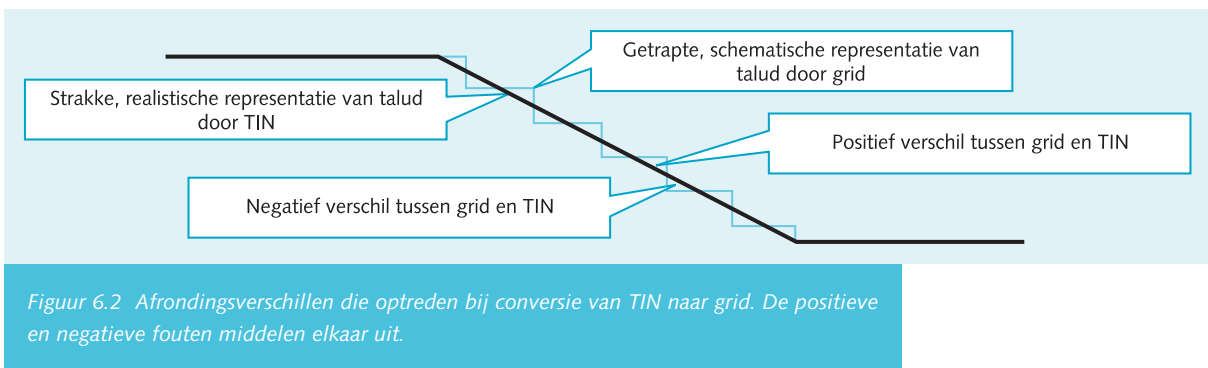 Getrapte, schematische representatie van
talud door grid
Strakke, realistische representatie van talud
door TIN
Positief verschil tussen grid en TIN
Negatief verschil tussen grid en TIN
Figuur 6.2 Afrondingsverschillen die optreden bij conversie van TIN naar grid. De positieve
en negatieve fouten middelen elkaar uit.